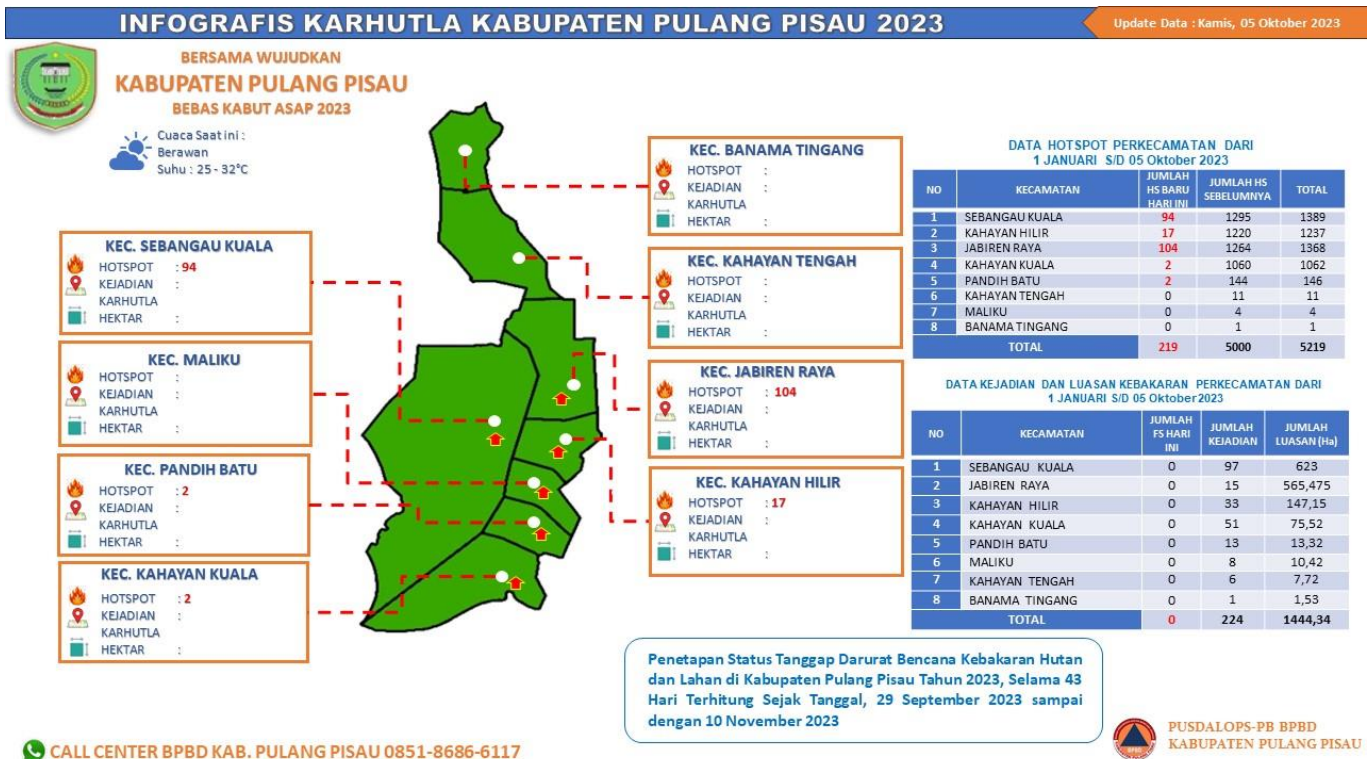 INFOGRAFIS KARHUTLA KABUPATEN PULANG PISAU 2023
Update Data : Kamis, 05 Oktober 2023
BERSAMA WUJUDKAN
KABUPATEN PULANG PISAU
BEBAS KABUT ASAP 2023
Cuaca Saat ini :
Berawan
Suhu : 25 - 32°C
KEC. SEBANGAU KUALA
HOTSPOT : 94
KEJADIAN :
KARHUTLA
HEKTAR :
KEC. MALIKU
HOTSPOT :
KEJADIAN :
KARHUTLA
HEKTAR :
KEC. PANDIH BATU
HOTSPOT : 2
KEJADIAN :
KARHUTLA
HEKTAR :
KEC. KAHAYAN KUALA
HOTSPOT : 2
KEJADIAN :
KARHUTLA
HEKTAR :
KEC. BANAMA TINGANG
HOTSPOT :
KEJADIAN :
KARHUTLA
HEKTAR :
KEC. KAHAYAN TENGAH
HOTSPOT :
KEJADIAN :
KARHUTLA
HEKTAR :
KEC. JABIREN RAYA
HOTSPOT : 104
KEJADIAN :
KARHUTLA
HEKTAR :
KEC. KAHAYAN HILIR
HOTSPOT : 17
KEJADIAN :
KARHUTLA
HEKTAR :
DATA HOTSPOT PERKECAMATAN DARI
1 JANUARI S/D 05 Oktober 2023
NO KECAMATAN JUMLAH HS BARU HARI INI JUMLAH HS SEBELUMNYA TOTAL
1 SEBANGAU KUALA 94 1295 1389
2 KAHAYAN HILIR 17 1220 1237
3 JABIREN RAYA 104 1264 1368
4 KAHAYAN KUALA 2 1060 1062
5 PANDIH BATU 2 144 146
6 KAHAYAN TENGAH 0 11 11
7 MALIKU 0 4 4
8 BANAMA TINGANG 0 1 1
TOTAL 219 5000 5219
DATA KEJADIAN DAN LUASAN KEBAKARAN PERKECAMATAN DARI
1 JANUARI S/D 05 Oktober 2023
NO KECAMATAN JUMLAH FS HARI INI JUMLAH KEJADIAN JUMLAH LUASAN (Ha)
1 SEBANGAU KUALA 0 97 623
2 JABIREN RAYA 0 15 565,475
3 KAHAYAN HILIR 0 33 147,15
4 KAHAYAN KUALA 0 51 75,52
5 PANDIH BATU 0 13 13,32
6 MALIKU 0 8 10,42
7 KAHAYAN TENGAH 0 6 7,72
8 BANAMA TINGANG 0 1 1,53
TOTAL 0 224 1444,34
Penetapan Status Tanggap Darurat Bencana Kebakaran Hutan
dan Lahan di Kabupaten Pulang Pisau Tahun 2023, Selama 43
Hari Terhitung Sejak Tanggal, 29 September 2023 sampai
dengan 10 November 2023
CALL CENTER BPBD KAB. PULANG PISAU 0851-8686-6117
PUSDALOPS-PB BPBD
KABUPATEN PULANG PISAU